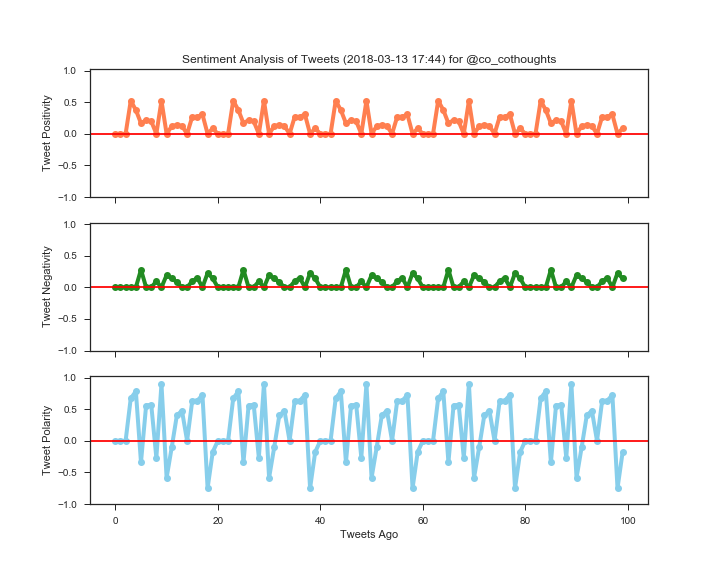 Sentiment Analysis of Tweets (2018-03-13 17:44) for @co_cothoughts
1.0
0.5
0.0
−0.5
−1.0
Tweet Positivity
1.0
0.5
0.0
−0.5
−1.0
Tweet Negativity
1.0
0.5
0.0
−0.5
−1.0
Tweet Polarity
0 20 40 60 80 100
Tweets Ago